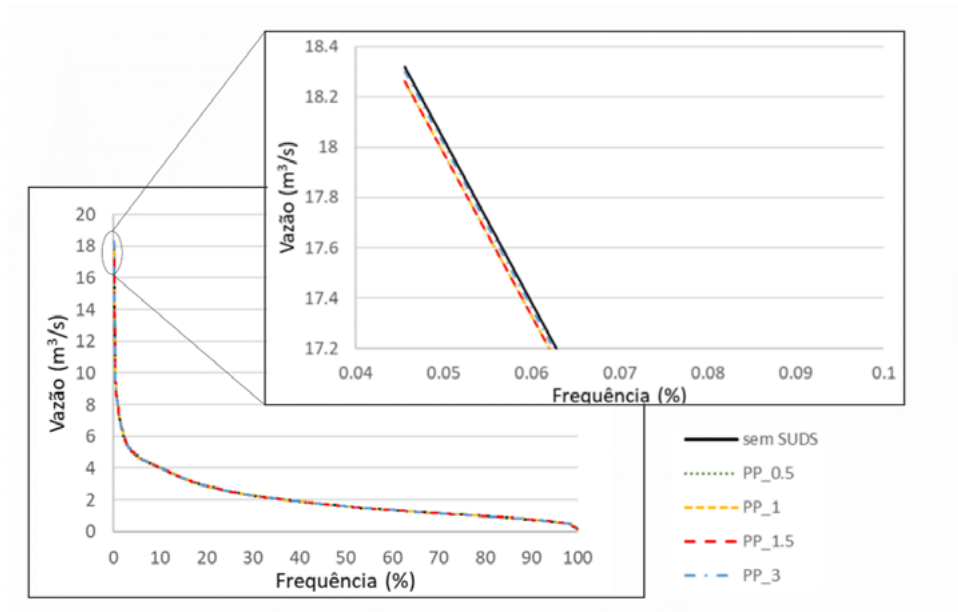 18.4
18.2
18
17.8
17.6
17.4
17.2
Vazão (m³/s)
0.04 0.05 0.06 0.07 0.08 0.09 0.1
Frequência (%)
20
18
16
14
12
10
8
6
4
2
0
Vazão (m³/s)
0 10 20 30 40 50 60 70 80 90 100
Frequência (%)
sem SUDS
PP_0.5
PP_1
PP_1.5
PP_3